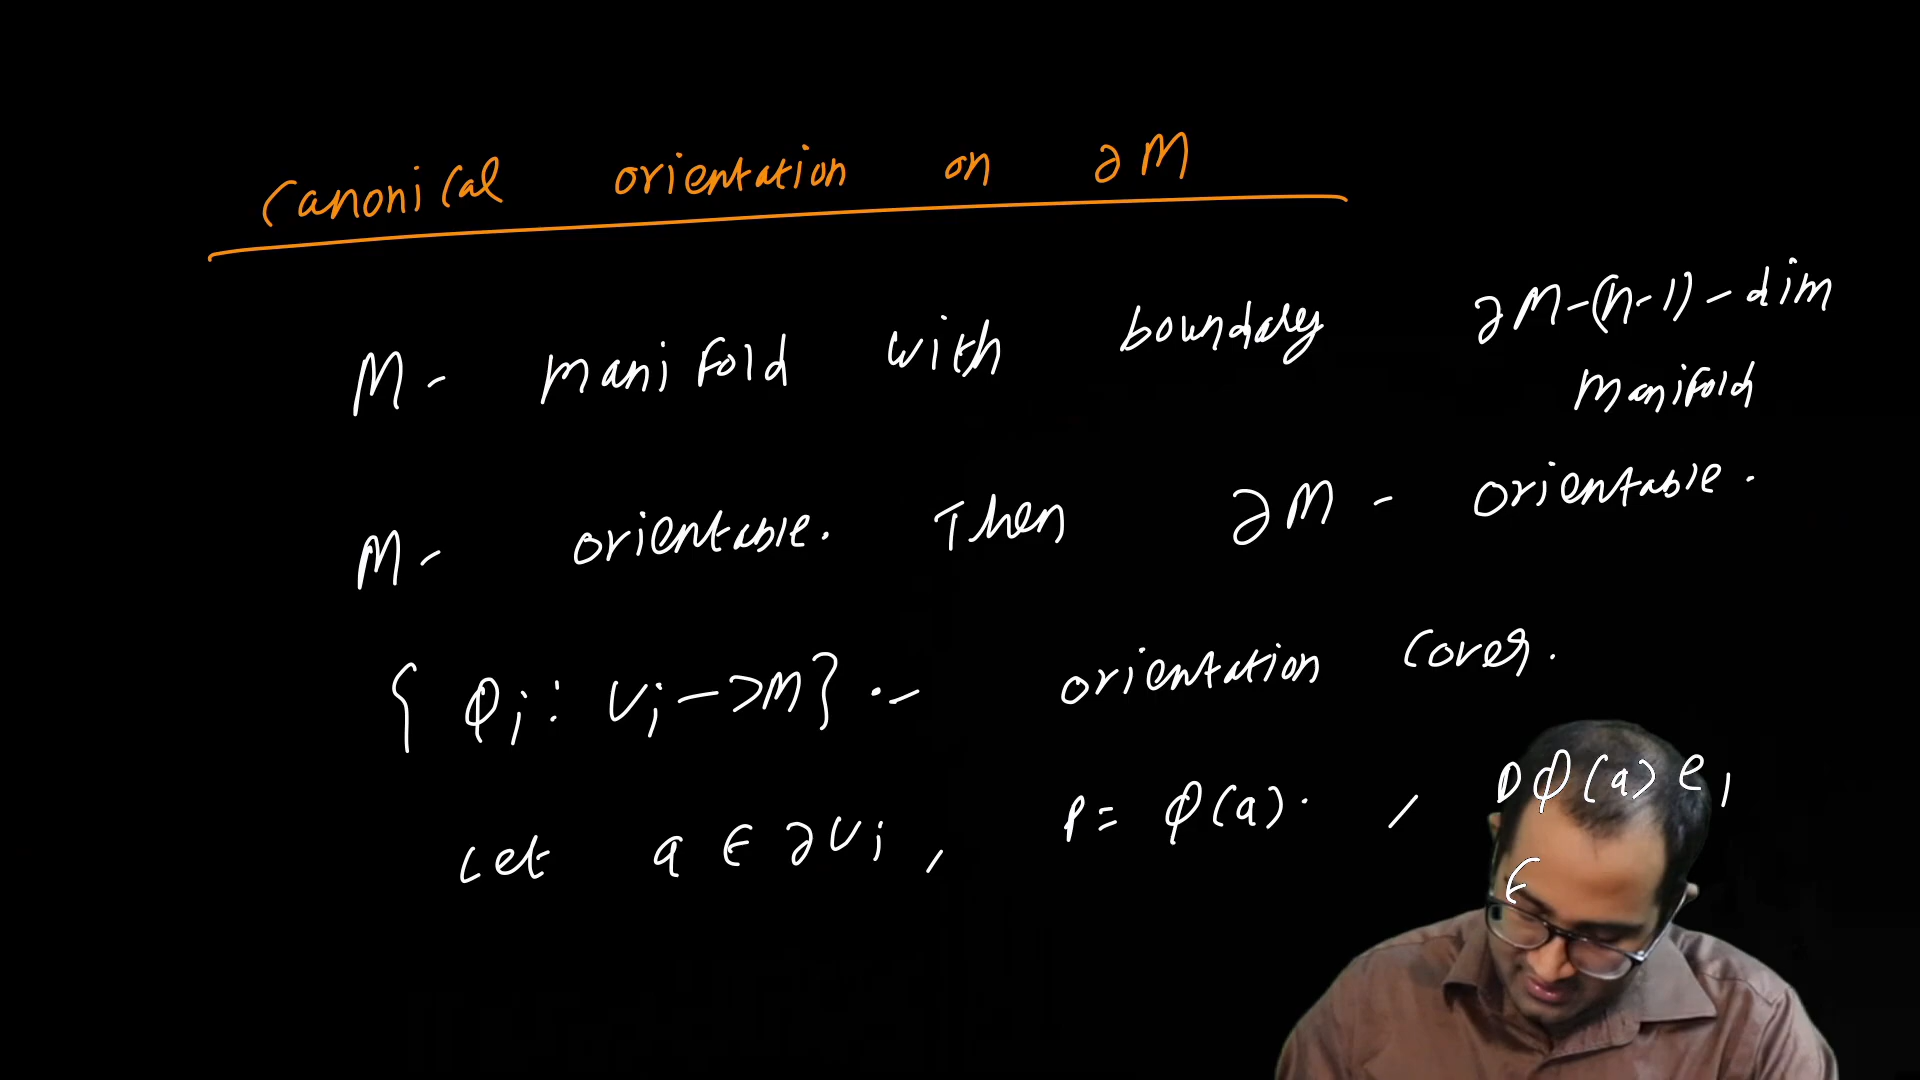 Canonical orientation on ∂M
M - manifold with boundary ∂M-(n-1)-dim
manifold
M - orientable. Then ∂M - orientable.
{ φi : Ui -> M} :- orientation cover.
Let a ∈ ∂Ui, p = φ(a). , Dφ(a) e1
∈